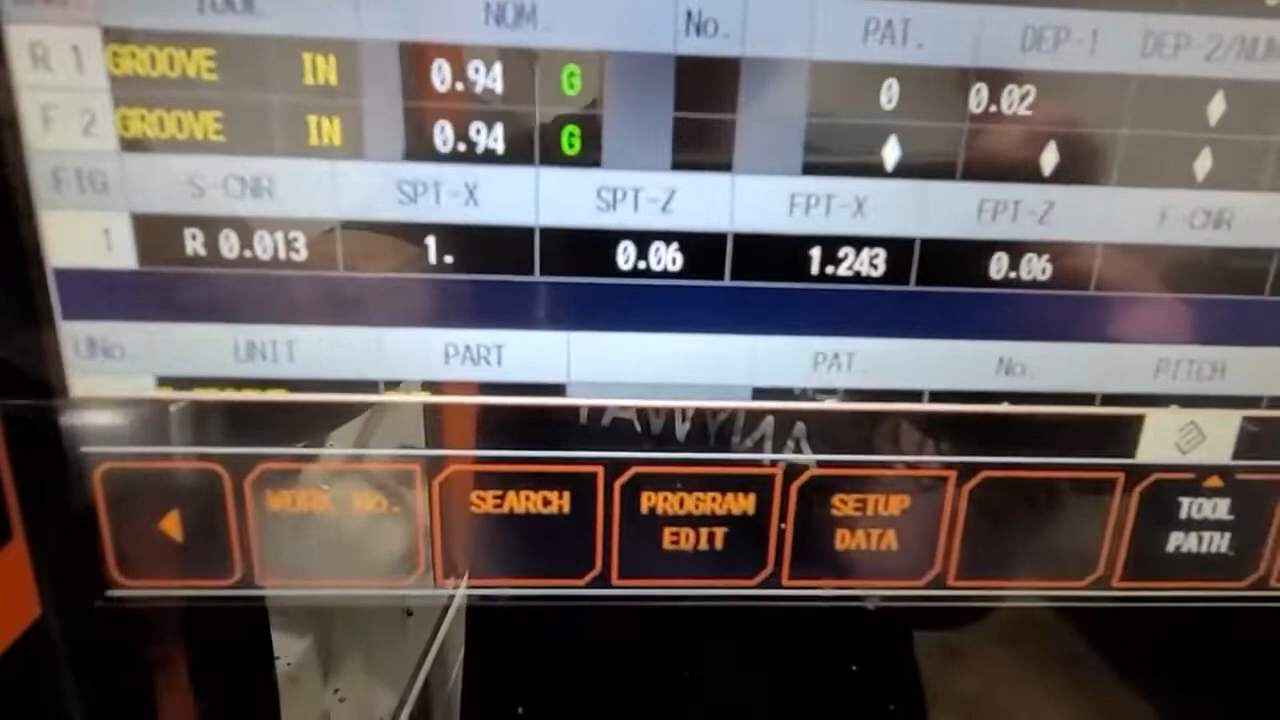 TOOL NOM. No. PAT. DEP-1 DEP-2/NUM
R 1 GROOVE IN 0.94 G 0 0.02 ♦
F 2 GROOVE IN 0.94 G ♦ ♦ ♦
FIG S-CNR SPT-X SPT-Z FPT-X FPT-Z F-CNR
1 R 0.013 1. 0.06 1.243 0.06
UNo. UNIT PART PAT. No. PITCH
WORK No. SEARCH PROGRAM EDIT SETUP DATA TOOL PATH